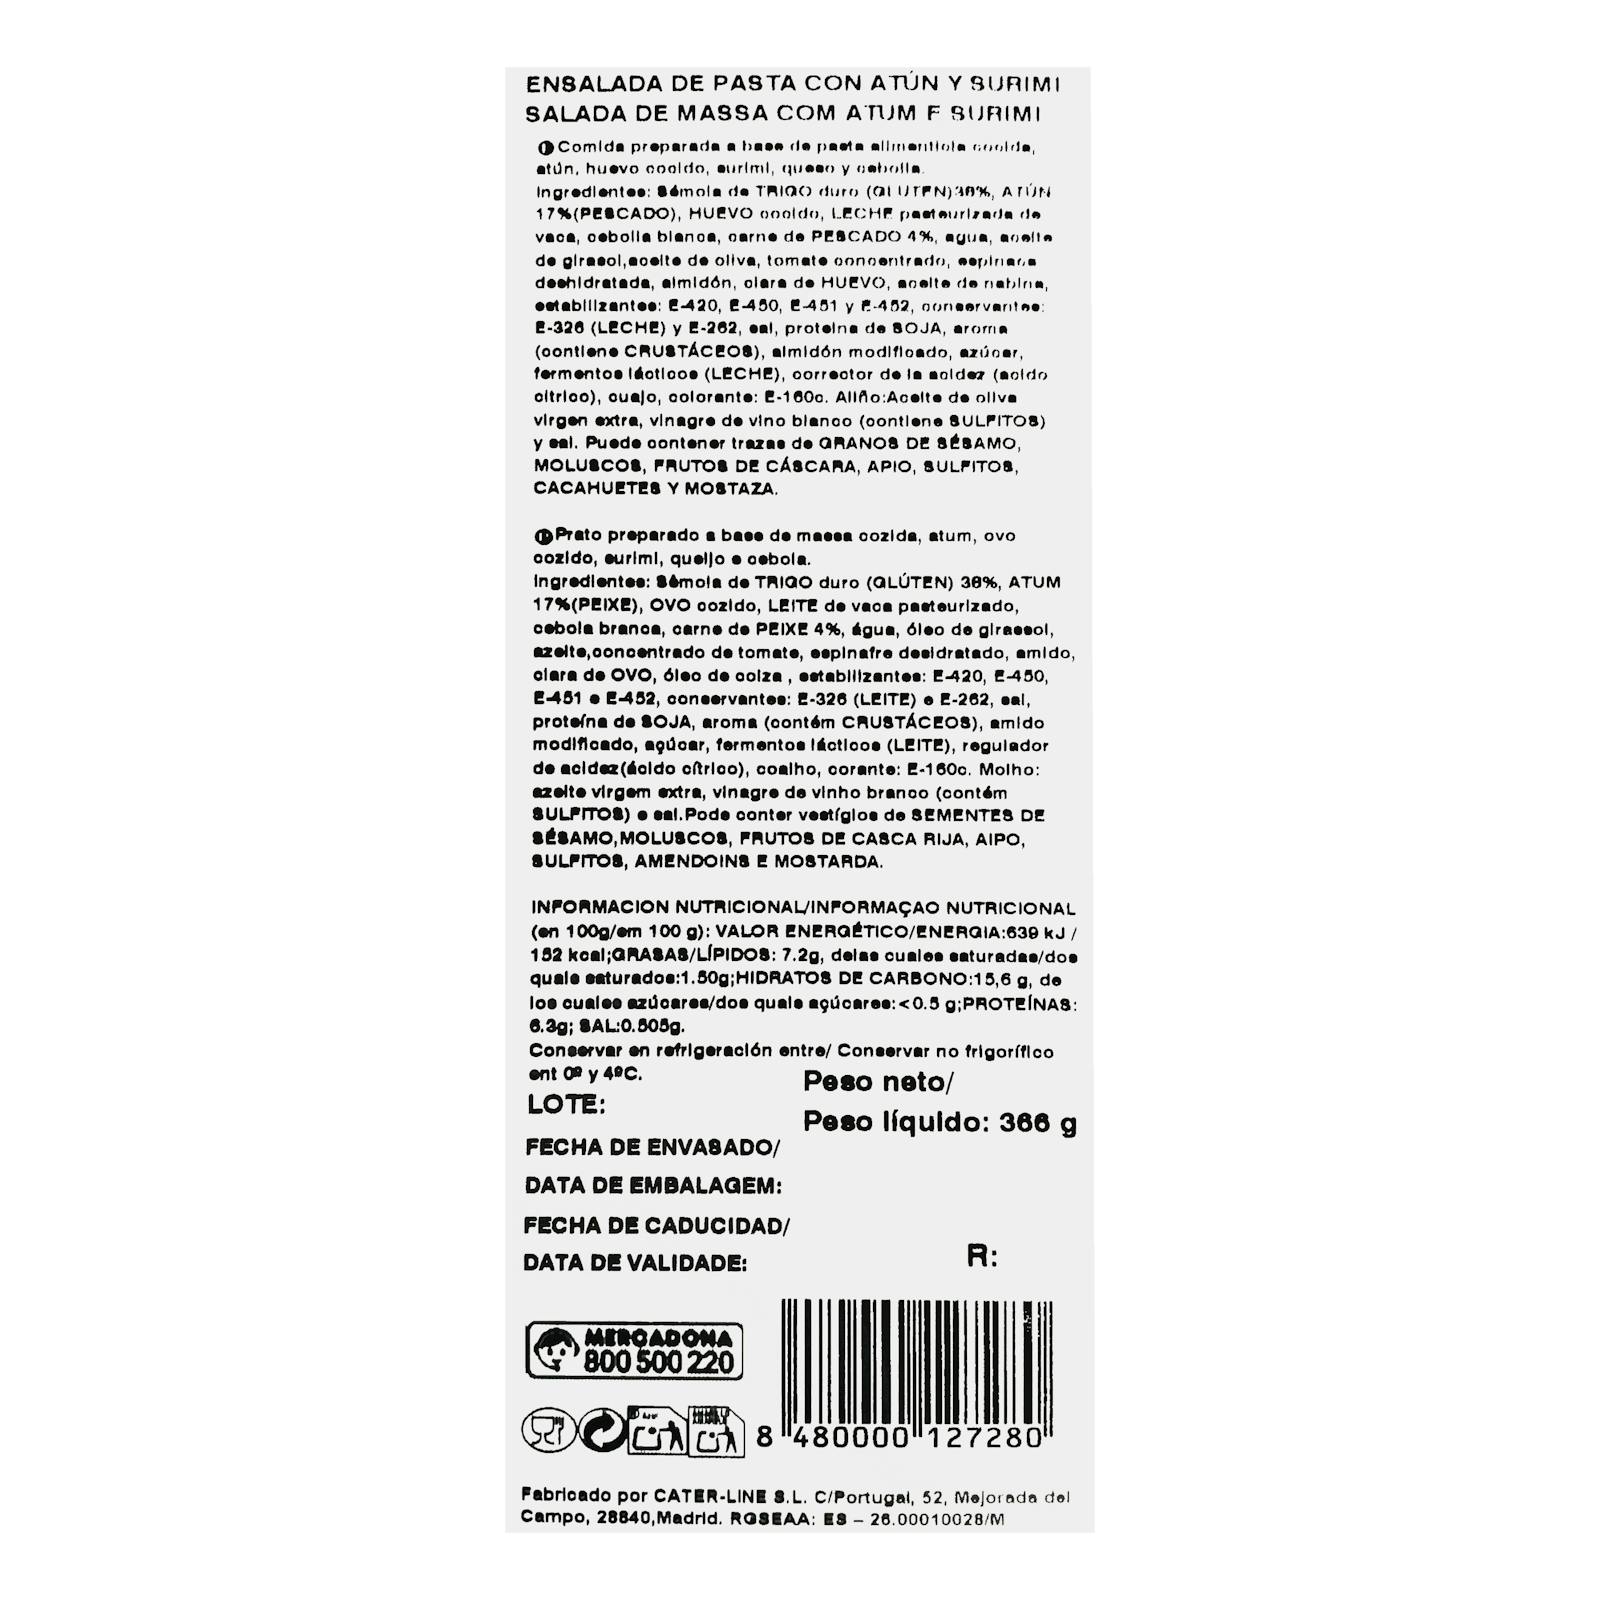 ENSALADA DE PASTA CON ATÚN Y SURIMI
SALADA DE MASSA COM ATUM E SURIMI
Comida preparada a base de pasta alimenticia cocida,
atún, huevo cocido, surimi, queso y cebolla.
Ingredientes: Sémola de TRIGO duro (GLUTEN)38%, ATÚN
17%(PESCADO), HUEVO cocido, LECHE pasteurizada de
vaca, cebolla blanca, carne de PESCADO 4%, agua, aceite
de girasol,aceite de oliva, tomate concentrado, espinaca
deshidratada, almidón, clara de HUEVO, aceite de nabina,
estabilizantes: E-420, E-450, E-451 y E-452, conservantes:
E-326 (LECHE) y E-262, sal, proteina de SOJA, aroma
(contiene CRUSTÁCEOS), almidón modificado, azúcar,
fermentos lácticos (LECHE), corrector de la acidez (acido
citrico), cuajo, colorante: E-160c. Aliño:Aceite de oliva
virgen extra, vinagre de vino blanco (contiene SULFITOS)
y sal. Puede contener trazas de GRANOS DE SÉSAMO,
MOLUSCOS, FRUTOS DE CÁSCARA, APIO, SULFITOS,
CACAHUETES Y MOSTAZA.
Prato preparado a base de massa cozida, atum, ovo
cozido, surimi, queijo e cebola.
Ingredientes: Sêmola de TRIGO duro (GLÚTEN) 38%, ATUM
17%(PEIXE), OVO cozido, LEITE de vaca pasteurizado,
cebola branca, carne de PEIXE 4%, água, óleo de girassol,
azeite,concentrado de tomate, espinafre desidratado, amido,
clara de OVO, óleo de colza , estabilizantes: E-420, E-450,
E-451 e E-452, conservantes: E-326 (LEITE) e E-262, sal,
proteína de SOJA, aroma (contém CRUSTÁCEOS), amido
modificado, açúcar, fermentos lácticos (LEITE), regulador
de acidez(ácido cítrico), coalho, corante: E-160c. Molho:
azeite virgem extra, vinagre de vinho branco (contém
SULFITOS) e sal.Pode conter vestígios de SEMENTES DE
SÉSAMO,MOLUSCOS, FRUTOS DE CASCA RIJA, AIPO,
SULFITOS, AMENDOINS E MOSTARDA.
INFORMACION NUTRICIONAL/INFORMAÇAO NUTRICIONAL
(en 100g/em 100 g): VALOR ENERGÉTICO/ENERGIA:639 kJ /
152 kcal;GRASAS/LÍPIDOS: 7.2g, delas cuales saturadas/dos
quais saturados:1.50g;HIDRATOS DE CARBONO:15,6 g, de
los cuales azúcares/dos quais açúcares:<0.5 g;PROTEÍNAS:
6.3g; SAL:0.505g.
Conservar en refrigeración entre/ Conservar no frigorífico
ent 0º y 4ºC.
Peso neto/
LOTE:
Peso líquido: 366 g
FECHA DE ENVASADO/
DATA DE EMBALAGEM:
FECHA DE CADUCIDAD/
DATA DE VALIDADE:
R:
MERCADONA
800 500 220
8 480000 127280
Fabricado por CATER-LINE S.L. C/Portugal, 52, Mejorada del
Campo, 28840,Madrid. RGSEAA: ES – 26.00010028/M